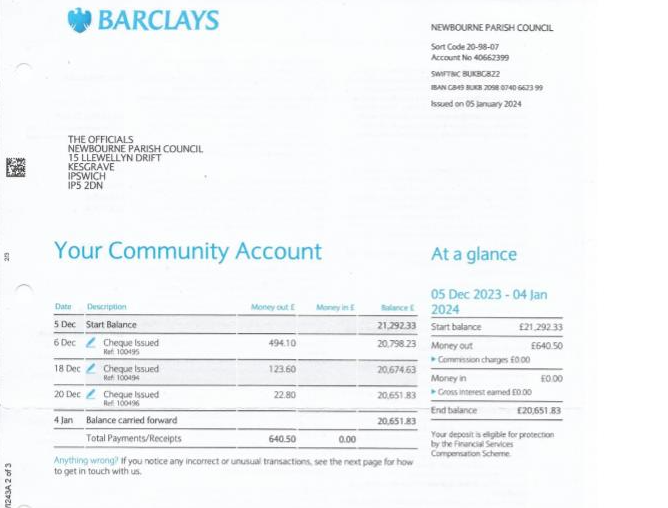 BARCLAYS
NEWBOURNE PARISH COUNCIL
Sort Code 20-98-07
Account No 40662399
SWIFTBIC BUKBGB22
IBAN GB49 BUKB 2098 0740 6623 99
Issued on 05 January 2024
THE OFFICIALS
NEWBOURNE PARISH COUNCIL
15 LLEWELLYN DRIFT
KESGRAVE
IPSWICH
IP5 2DN
2/3
Your Community Account
Date Description Money out £ Money in £ Balance £
5 Dec Start Balance 21,292.33
6 Dec Cheque Issued 494.10 20,798.23
Ref: 100495
18 Dec Cheque Issued 123.60 20,674.63
Ref: 100494
20 Dec Cheque Issued 22.80 20,651.83
Ref: 100496
4 Jan Balance carried forward 20,651.83
Total Payments/Receipts 640.50 0.00
Anything wrong? If you notice any incorrect or unusual transactions, see the next page for how
to get in touch with us.
At a glance
05 Dec 2023 - 04 Jan
2024
Start balance £21,292.33
Money out £640.50
Commission charges £0.00
Money in £0.00
Gross interest earned £0.00
End balance £20,651.83
Your deposit is eligible for protection
by the Financial Services
Compensation Scheme.
2 of 3